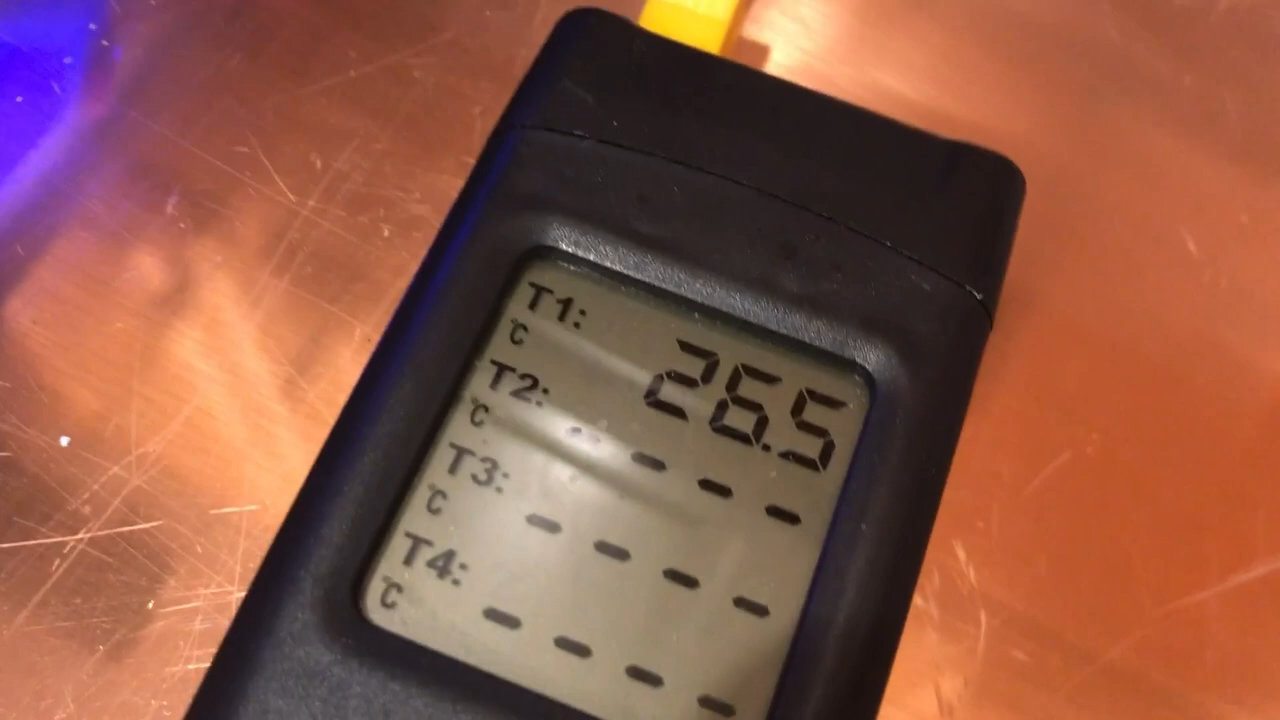 T1: 26.5
°C
T2: - - - -
°C
T3: - - - -
°C
T4: - - - -
°C